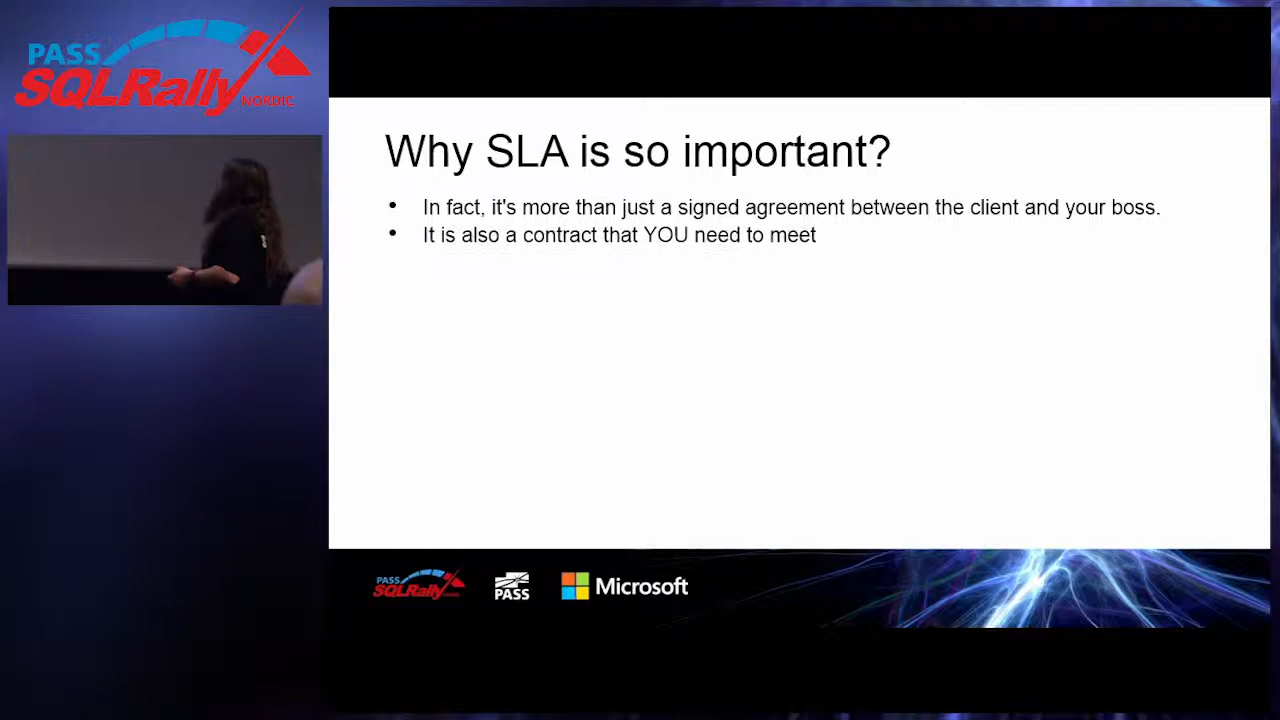 PASS
SQLRally
NORDIC
Why SLA is so important?
• In fact, it's more than just a signed agreement between the client and your boss.
• It is also a contract that YOU need to meet
PASS
SQLRally
PASS
Microsoft